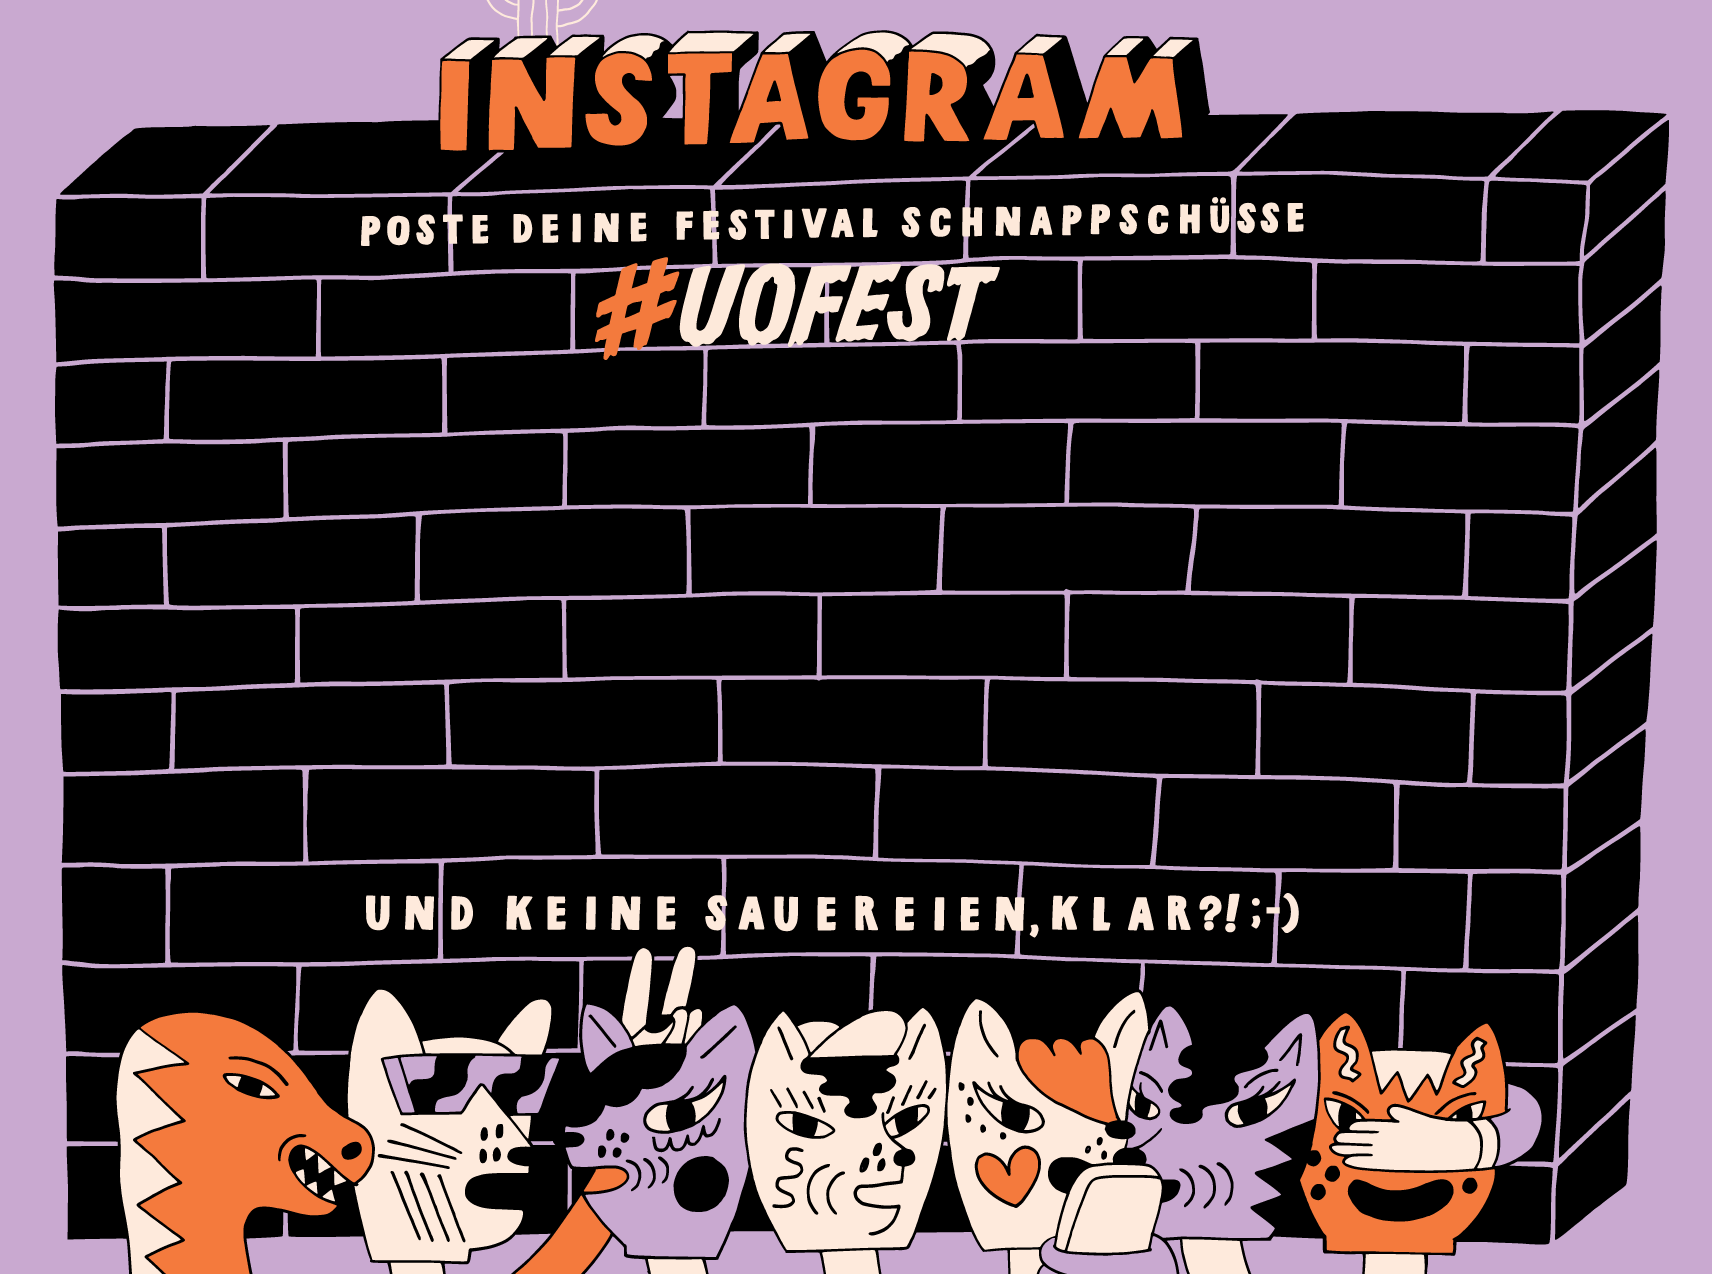 INSTAGRAM
POSTE DEINE FESTIVAL SCHNAPPSCHÜSSE
#UOFEST
UND KEINE SAUEREIEN, KLAR?! ;-)